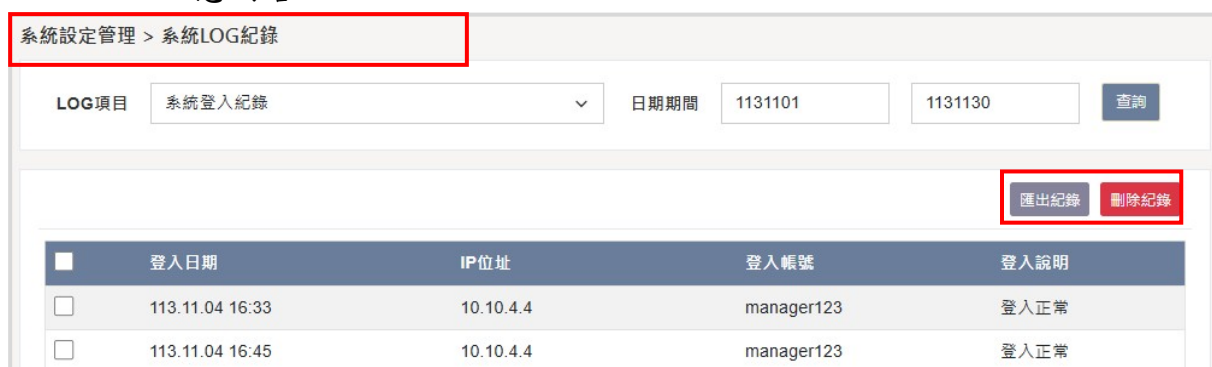 系統設定管理 > 系統LOG紀錄
LOG項目 系統登入紀錄 日期期間 1131101 1131130 查詢
匯出紀錄 刪除紀錄
登入日期 IP位址 登入帳號 登入說明
113.11.04 16:33 10.10.4.4 manager123 登入正常
113.11.04 16:45 10.10.4.4 manager123 登入正常